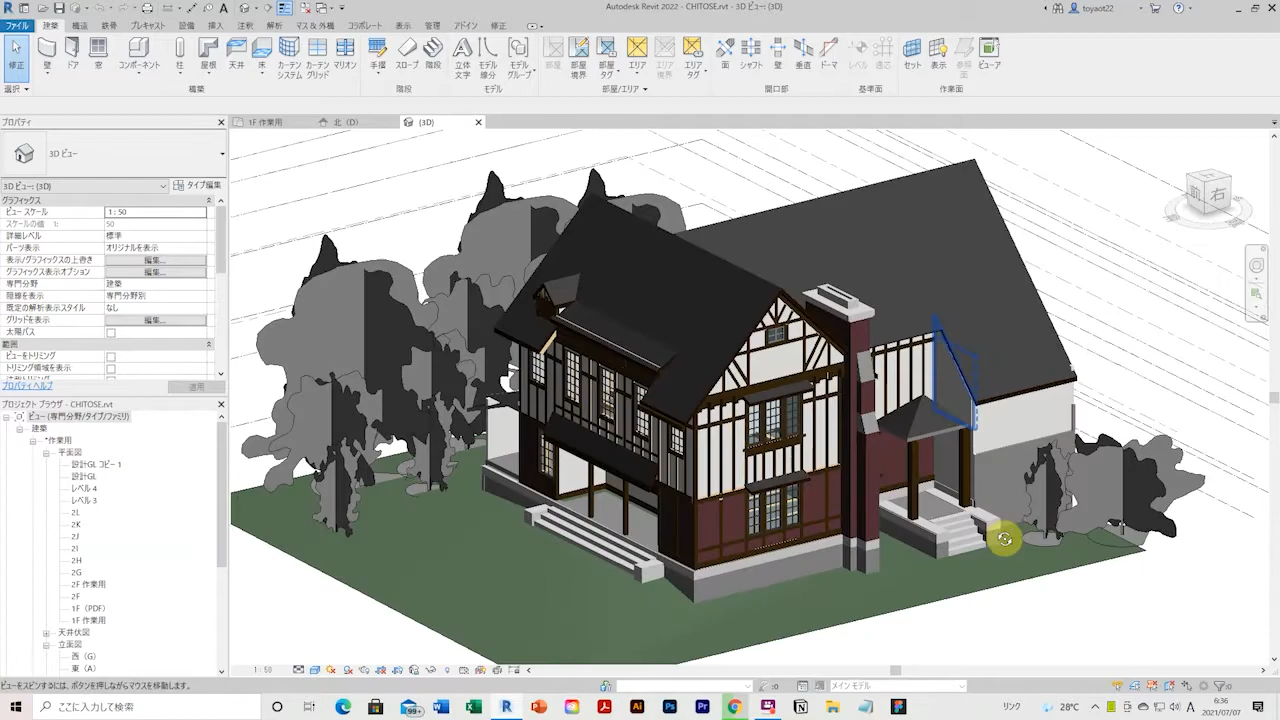 Autodesk Revit 2022 - CHITOSE.rvt - 3D ビュー: {3D}
toyaot22
ファイル 建築 構造 鉄骨 プレキャスト 設備 挿入 注釈 解析 マス & 外構 コラボレート 表示 管理 アドイン 修正
修正 壁 ドア 窓 コンポーネント 柱 屋根 天井 床 カーテン システム カーテン グリッド マリオン 手摺 スロープ 階段 立体 文字 モデル 線分 モデル グループ 部屋 部屋 境界 部屋 タグ エリア エリア 境界 エリア タグ 面 シャフト 壁 垂直 ドーマ レベル 通芯 セット 表示 参照 面 ビューア
選択 構築 階段 モデル 部屋/エリア 開口部 基準面 作業面
プロパティ
1F 作業用 北 (D) {3D}
3D ビュー
3D ビュー: {3D} タイプ編集
グラフィックス
ビュー スケール 1 : 50
スケールの値 1: 50
詳細レベル 標準
パーツ表示 オリジナルを表示
表示/グラフィックスの上書き 編集...
グラフィックス表示オプション 編集...
専門分野 建築
隠線を表示 専門分野別
既定の解析表示スタイル なし
グリッドを表示 編集...
太陽パス
範囲
ビューをトリミング
トリミング領域を表示
プロパティ ヘルプ 適用
プロジェクト ブラウザ - CHITOSE.rvt
ビュー (専門分野/タイプ/ファミリ)
建築
*作業用
平面図
設計GL コピー 1
設計GL
レベル 4
レベル 3
2L
2K
2J
2I
2H
2G
2F 作業用
2F
1F (PDF)
1F 作業用
天井伏図
立面図
西 (G)
東 (A)
右
1 : 50
ビューをスピンするには、ボタンを押しながらマウスを移動します。
:0 メイン モデル :0
ここに入力して検索
99+
リンク 28°C A 6:36
2021/07/07